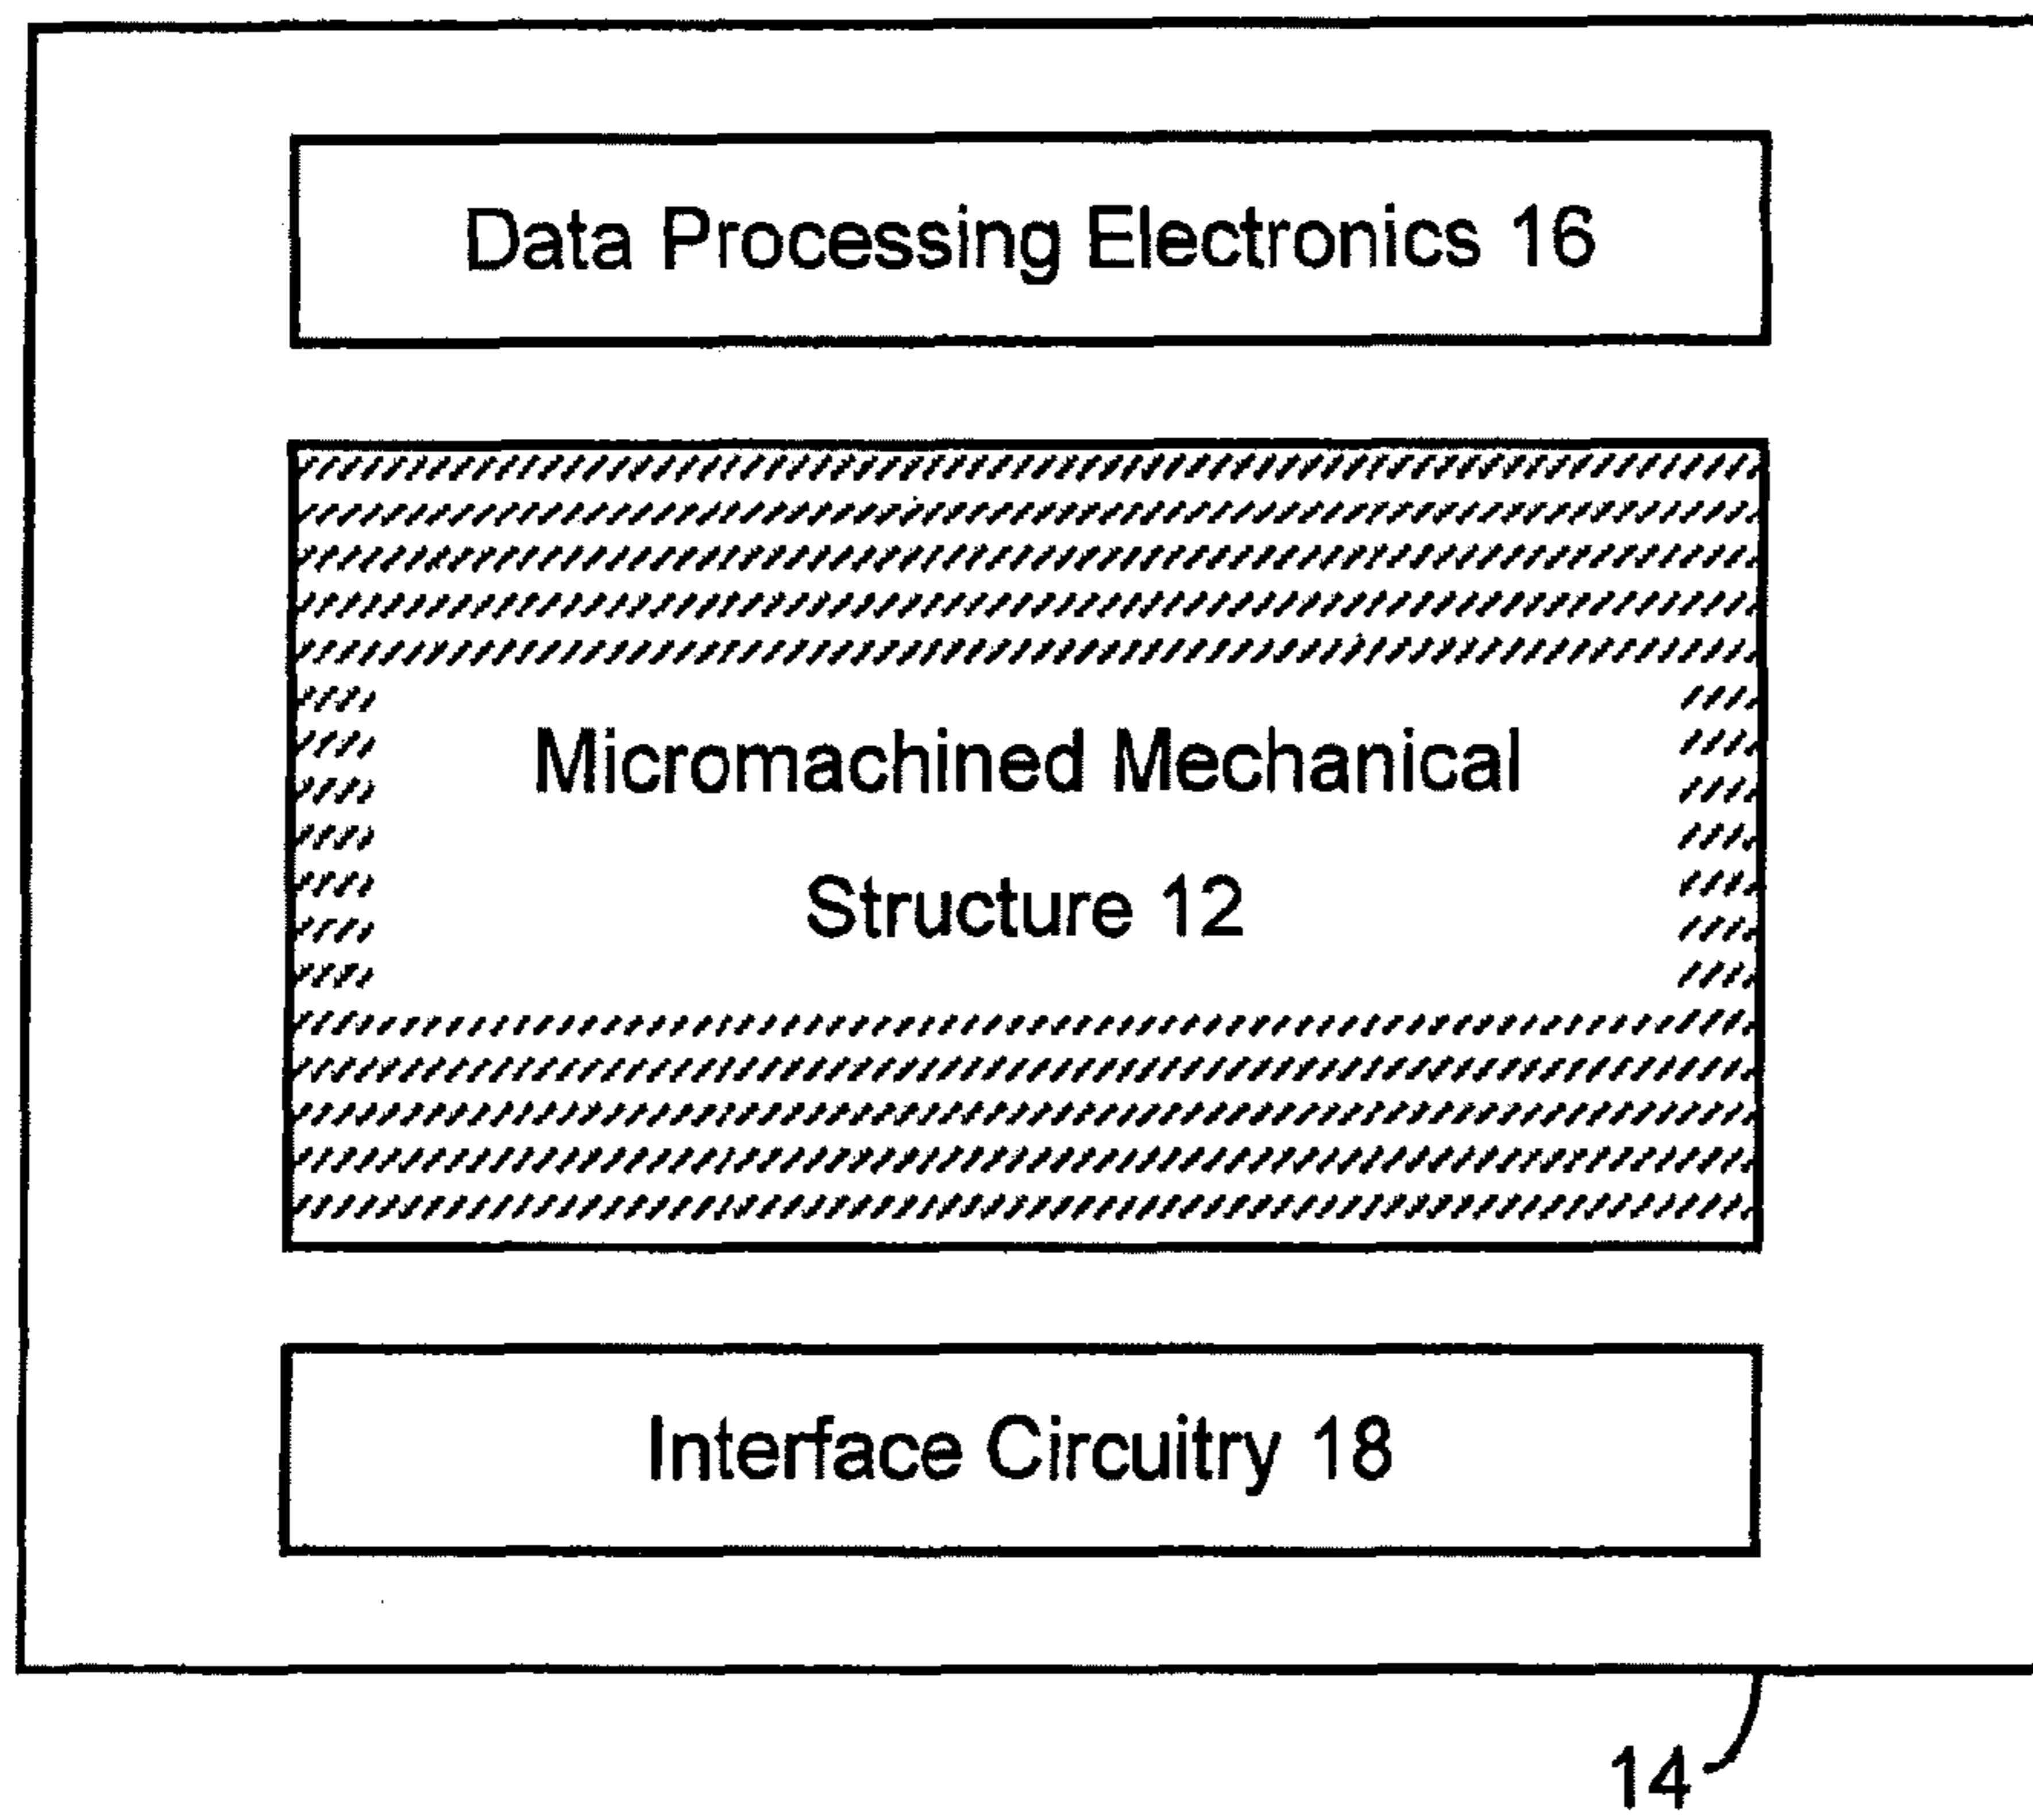 Data Processing Electronics 16
Micromachined Mechanical
Structure 12
Interface Circuitry 18
14